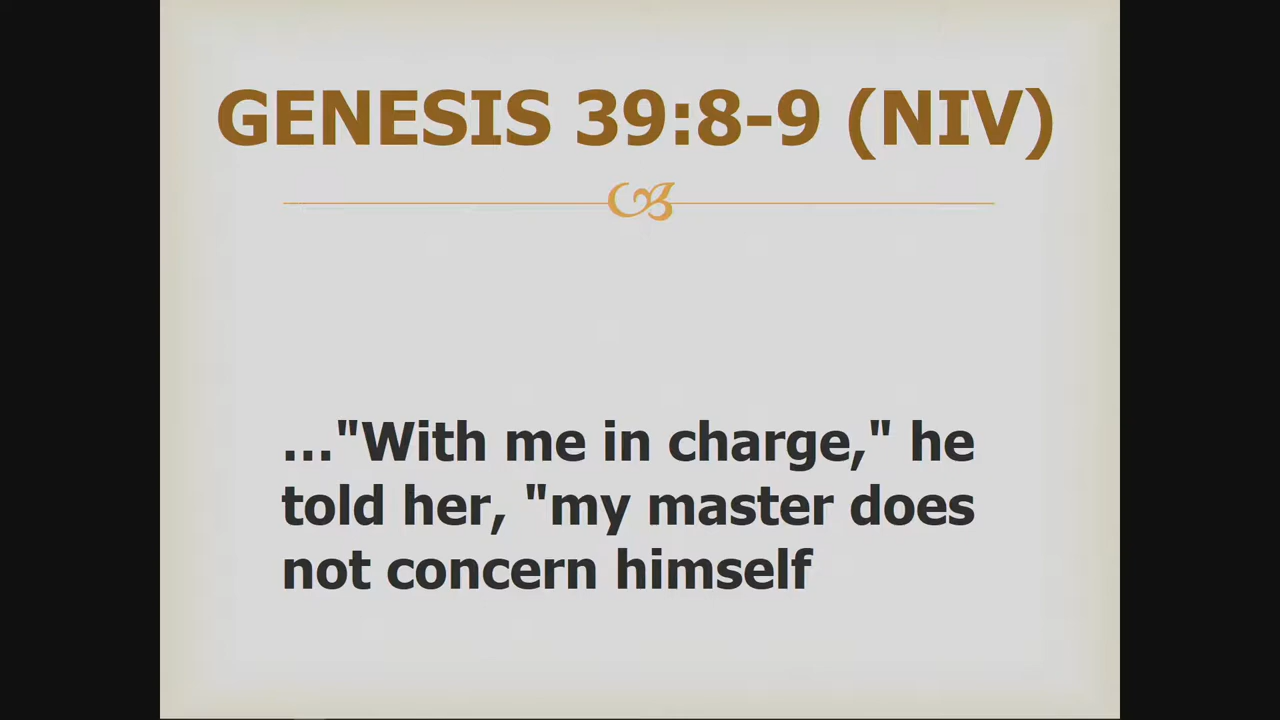 GENESIS 39:8-9 (NIV)
..."With me in charge," he
told her, "my master does
not concern himself